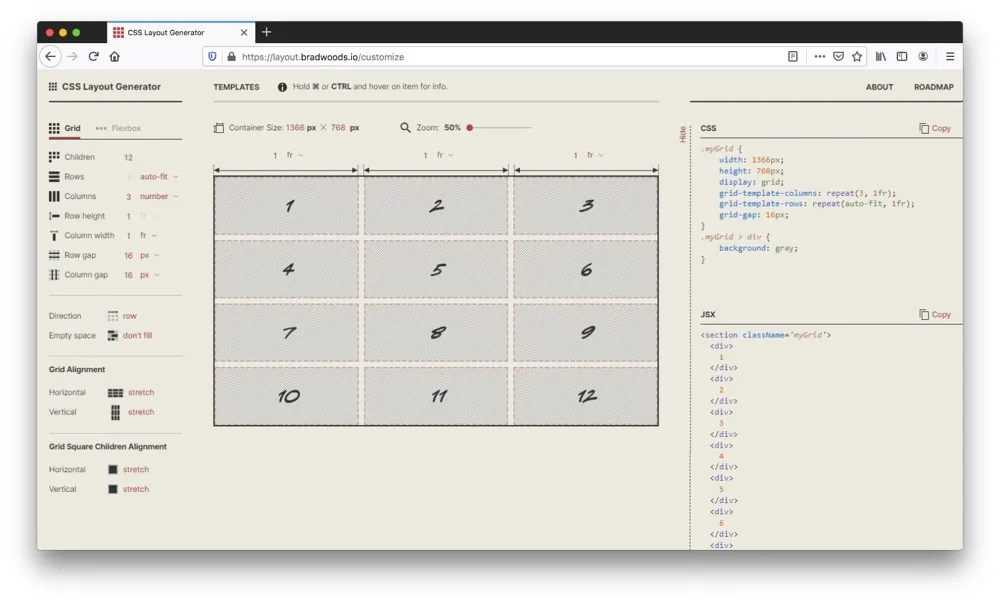 CSS Layout Generator
https://layout.bradwoods.io/customize
CSS Layout Generator
TEMPLATES
Hold ⌘ or CTRL and hover on item for info.
ABOUT
ROADMAP
Grid
Flexbox
Children 12
Rows auto-fit
Columns 3 number
Row height 1 fr
Column width 1 fr
Row gap 16 px
Column gap 16 px
Direction row
Empty space don't fill
Grid Alignment
Horizontal stretch
Vertical stretch
Grid Square Children Alignment
Horizontal stretch
Vertical stretch
Container Size: 1366 px × 768 px
Zoom: 50%
1 fr 1 fr 1 fr
1 2 3
4 5 6
7 8 9
10 11 12
Hide
CSS
Copy
.myGrid {
width: 1366px;
height: 768px;
display: grid;
grid-template-columns: repeat(3, 1fr);
grid-template-rows: repeat(auto-fit, 1fr);
grid-gap: 16px;
}
.myGrid > div {
background: gray;
}
JSX
Copy
<section className='myGrid'>
<div>
1
</div>
<div>
2
</div>
<div>
3
</div>
<div>
4
</div>
<div>
5
</div>
<div>
6
</div>
<div>